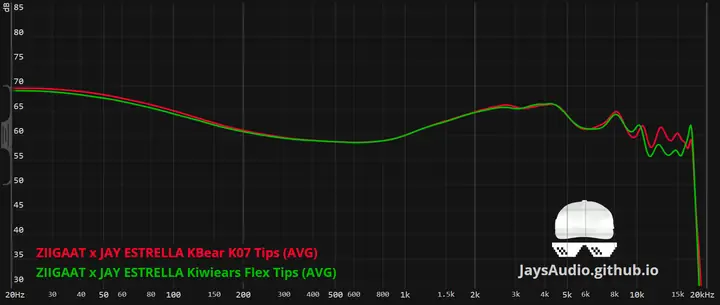 dB
85
80
75
70
65
60
55
50
45
40
35
30
ZIIGAAT x JAY ESTRELLA KBear K07 Tips (AVG)
ZIIGAAT x JAY ESTRELLA Kiwiears Flex Tips (AVG)
JaysAudio.github.io
20Hz 30 40 50 60 80 100 200 300 400 500 600 800 1k 1.5k 2k 3k 4k 5k 6k 8k 10k 15k 20kHz